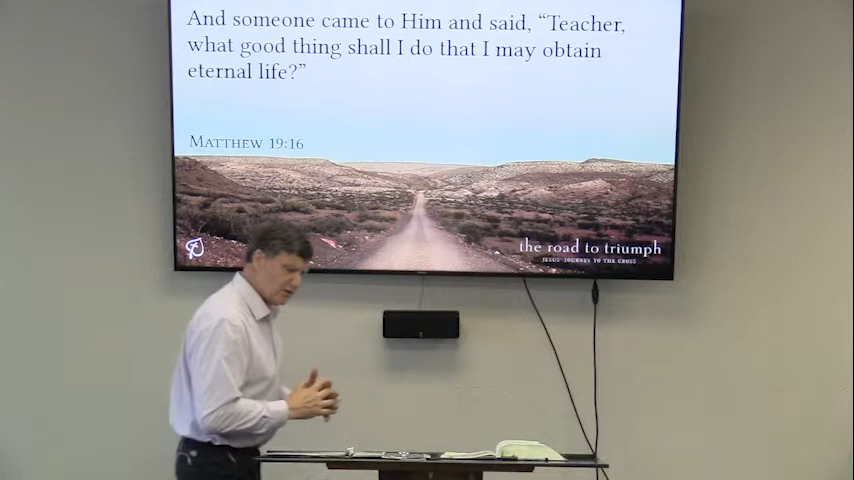 And someone came to Him and said, “Teacher,
what good thing shall I do that I may obtain
eternal life?”
Matthew 19:16
the road to triumph
JESUS' JOURNEY TO THE CROSS